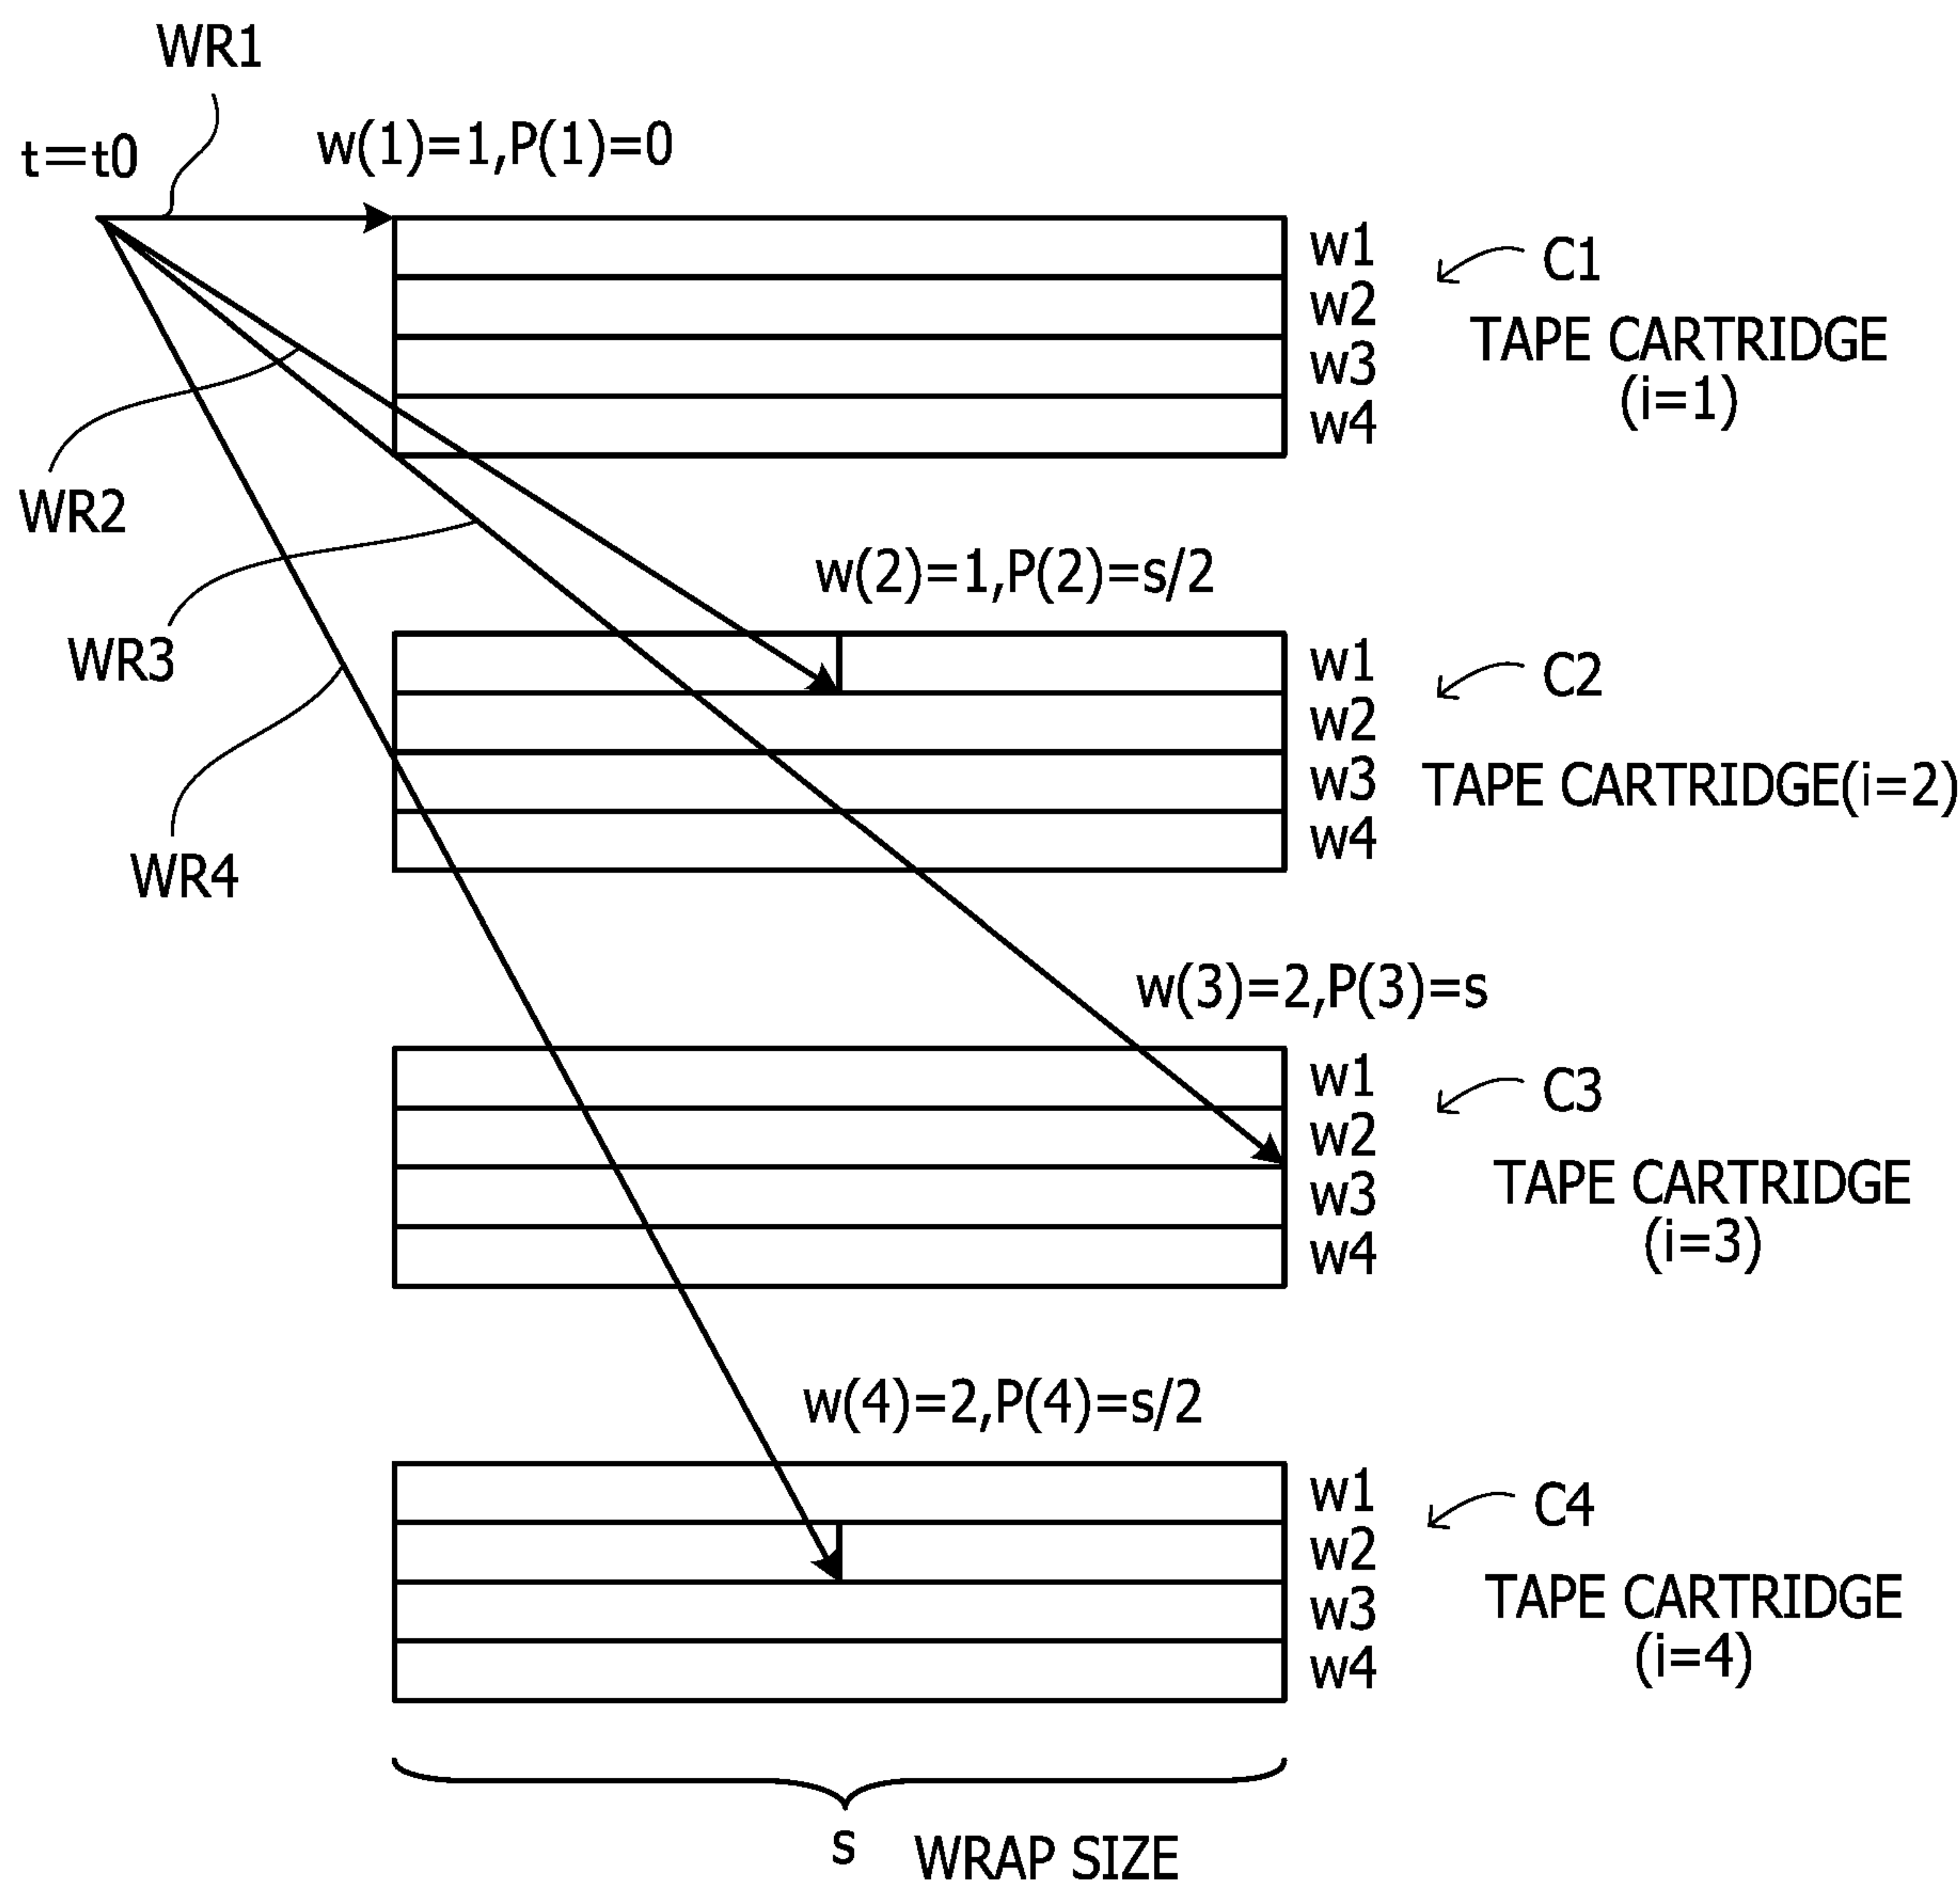 WR1
t=t0
w(1)=1,P(1)=0
w1
w2
w3
w4
C1
TAPE CARTRIDGE
(i=1)
WR2
WR3
WR4
w(2)=1,P(2)=s/2
w1
w2
w3
w4
C2
TAPE CARTRIDGE(i=2)
w(3)=2,P(3)=s
w1
w2
w3
w4
C3
TAPE CARTRIDGE
(i=3)
w(4)=2,P(4)=s/2
w1
w2
w3
w4
C4
TAPE CARTRIDGE
(i=4)
s WRAP SIZE